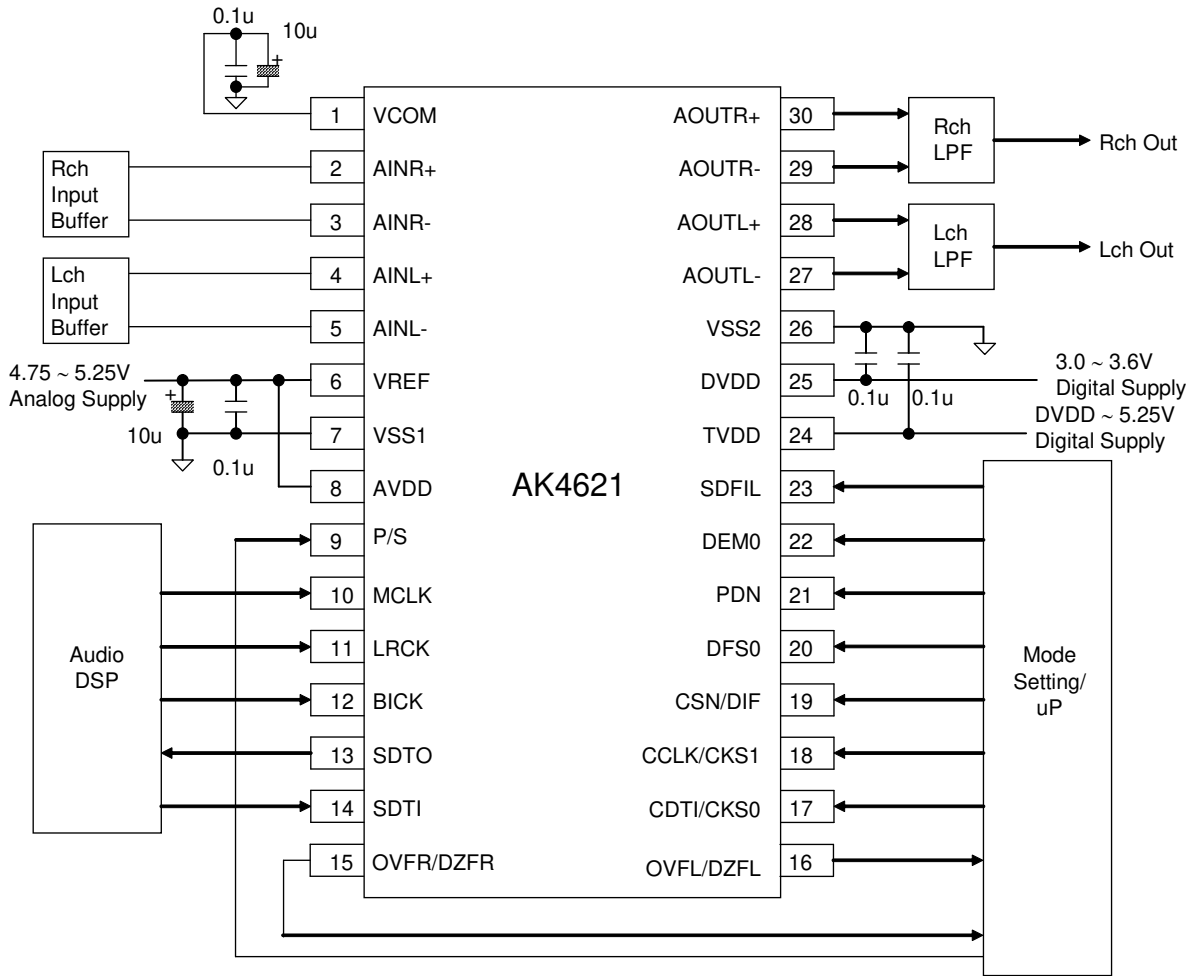 0.1u
10u
+
1 VCOM
AOUTR+ 30
Rch
LPF
Rch Out
Rch
Input
Buffer
2 AINR+
AOUTR- 29
3 AINR-
AOUTL+ 28
Lch
LPF
Lch Out
Lch
Input
Buffer
4 AINL+
AOUTL- 27
5 AINL-
VSS2 26
4.75 ~ 5.25V
Analog Supply
+
10u
0.1u
6 VREF
DVDD 25
0.1u
0.1u
3.0 ~ 3.6V
Digital Supply
7 VSS1
TVDD 24
DVDD ~ 5.25V
Digital Supply
8 AVDD
AK4621
SDFIL 23
9 P/S
DEM0 22
10 MCLK
PDN 21
Audio
DSP
11 LRCK
DFS0 20
Mode
Setting/
uP
12 BICK
CSN/DIF 19
13 SDTO
CCLK/CKS1 18
14 SDTI
CDTI/CKS0 17
15 OVFR/DZFR
OVFL/DZFL 16